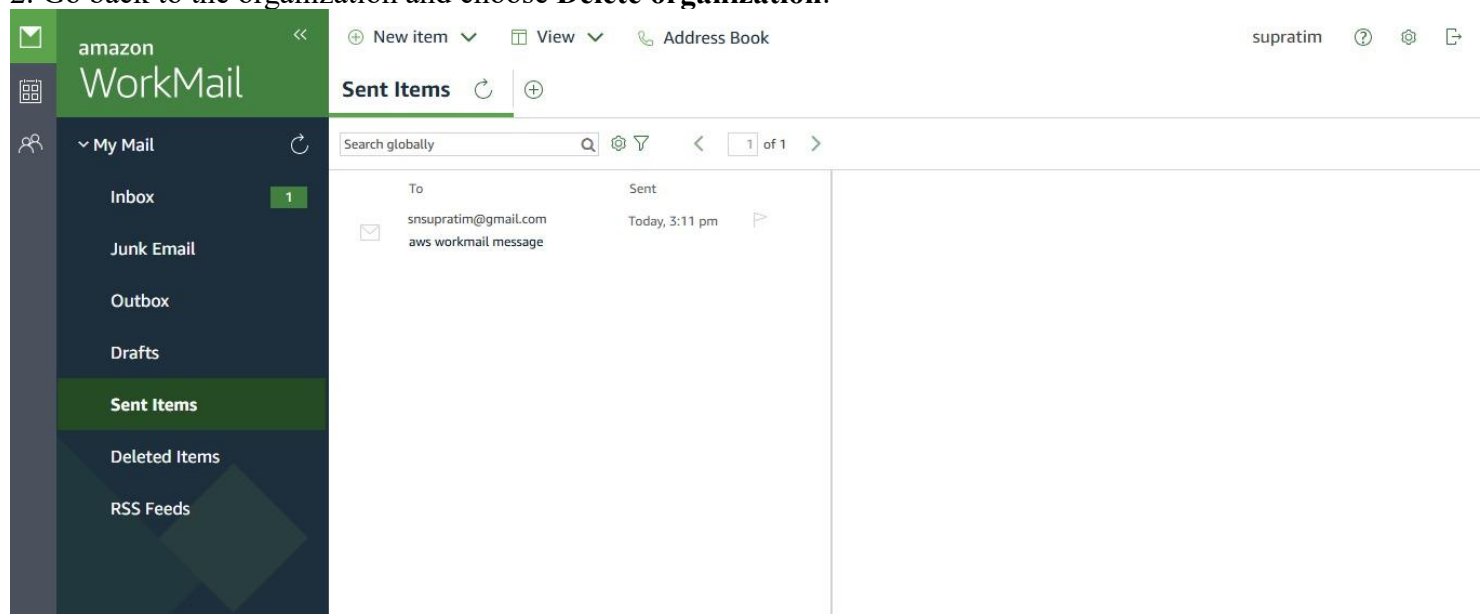 2. Go back to the organization and choose Delete organization.
amazon
WorkMail
My Mail
Inbox 1
Junk Email
Outbox
Drafts
Sent Items
Deleted Items
RSS Feeds
New item View Address Book supratim
Sent Items
Search globally 1 of 1
To Sent
snsupratim@gmail.com Today, 3:11 pm
aws workmail message